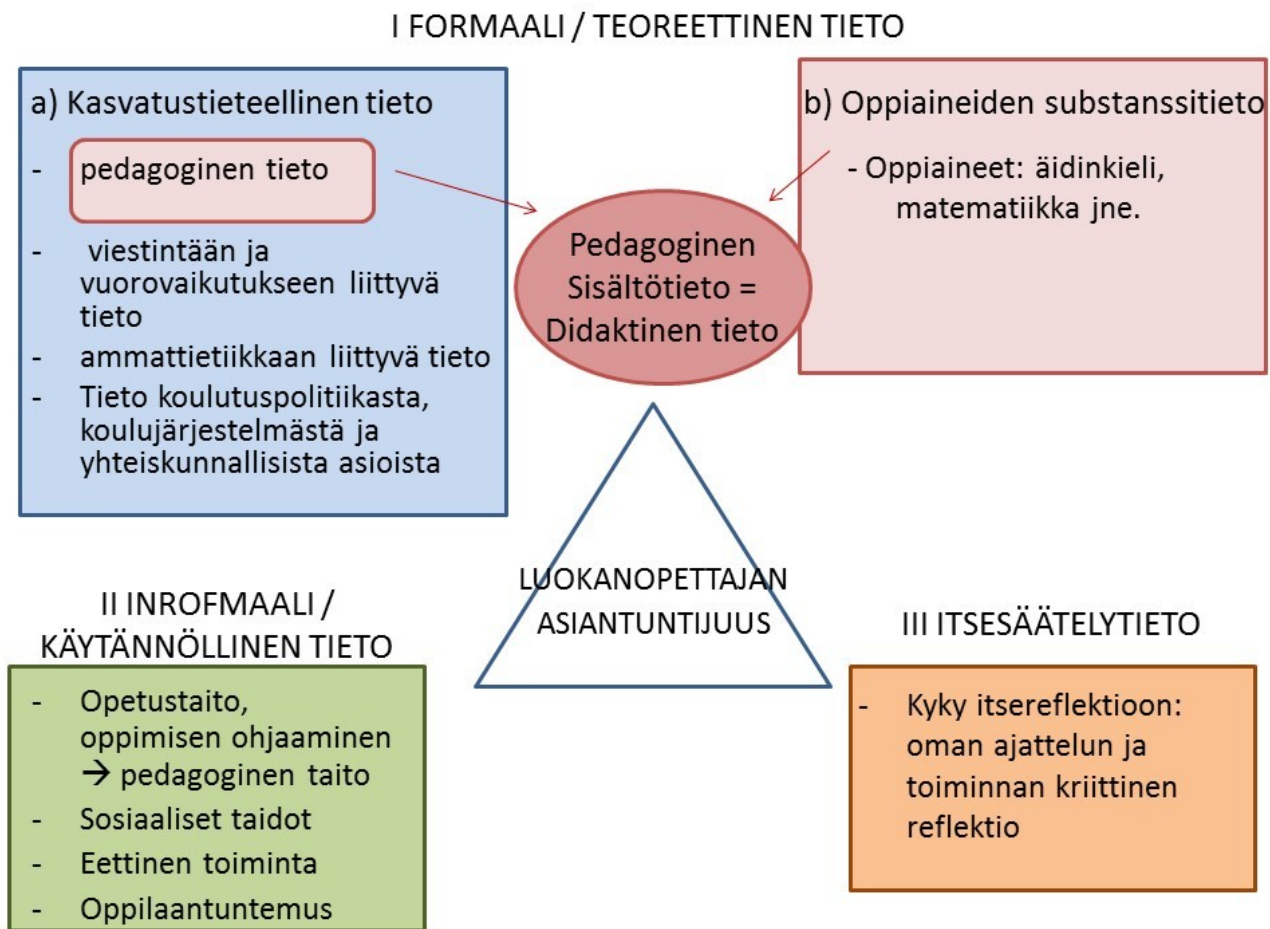 I FORMAALI / TEOREETTINEN TIETO
a) Kasvatustieteellinen tieto
- pedagoginen tieto
- viestintään ja
vuorovaikutukseen liittyvä
tieto
- ammattietiikkaan liittyvä tieto
- Tieto koulutuspolitiikasta,
koulujärjestelmästä ja
yhteiskunnallisista asioista
b) Oppiaineiden substanssitieto
- Oppiaineet: äidinkieli,
matematiikka jne.
Pedagoginen
Sisältötieto =
Didaktinen tieto
LUOKANOPETTAJAN
ASIANTUNTIJUUS
II INROFMAALI /
KÄYTÄNNÖLLINEN TIETO
- Opetustaito,
oppimisen ohjaaminen
→ pedagoginen taito
- Sosiaaliset taidot
- Eettinen toiminta
- Oppilaantuntemus
III ITSESÄÄTELYTIETO
- Kyky itsereflektioon:
oman ajattelun ja
toiminnan kriittinen
reflektio